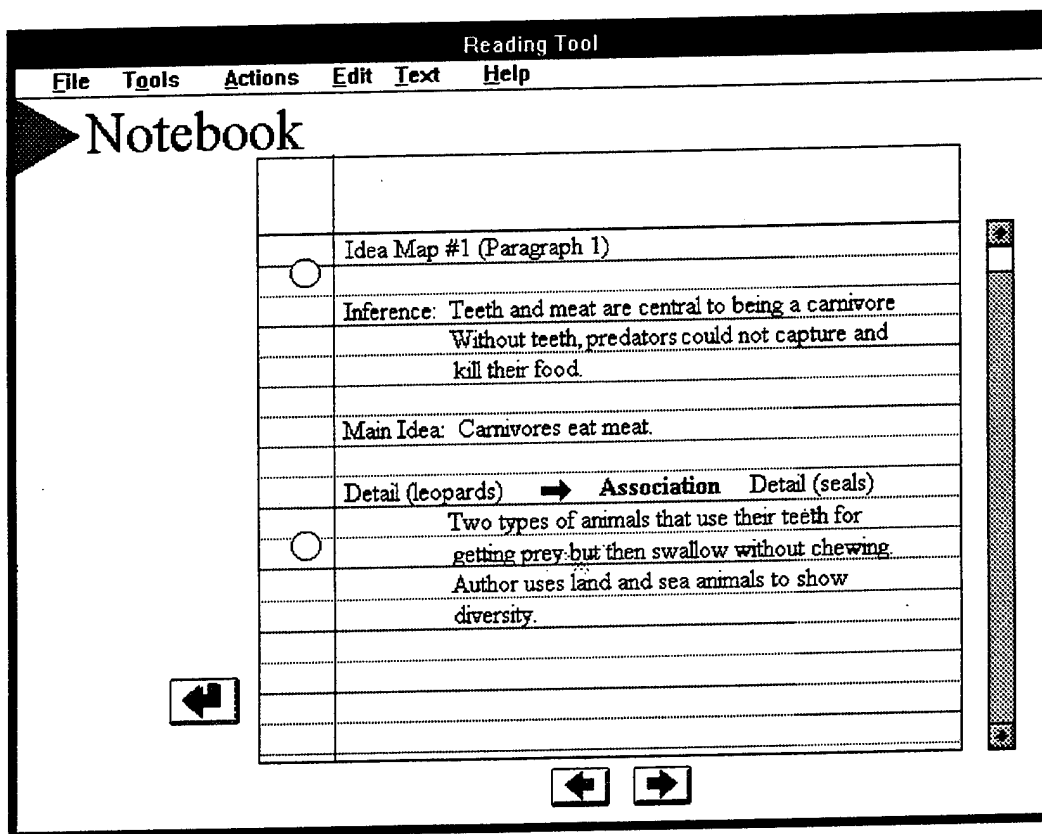 Reading Tool
File Tools Actions Edit Text Help
Notebook
Idea Map #1 (Paragraph 1)
Inference: Teeth and meat are central to being a carnivore
Without teeth, predators could not capture and
kill their food.
Main Idea: Carnivores eat meat.
Detail (leopards) ➡ Association Detail (seals)
Two types of animals that use their teeth for
getting prey but then swallow without chewing.
Author uses land and sea animals to show
diversity.